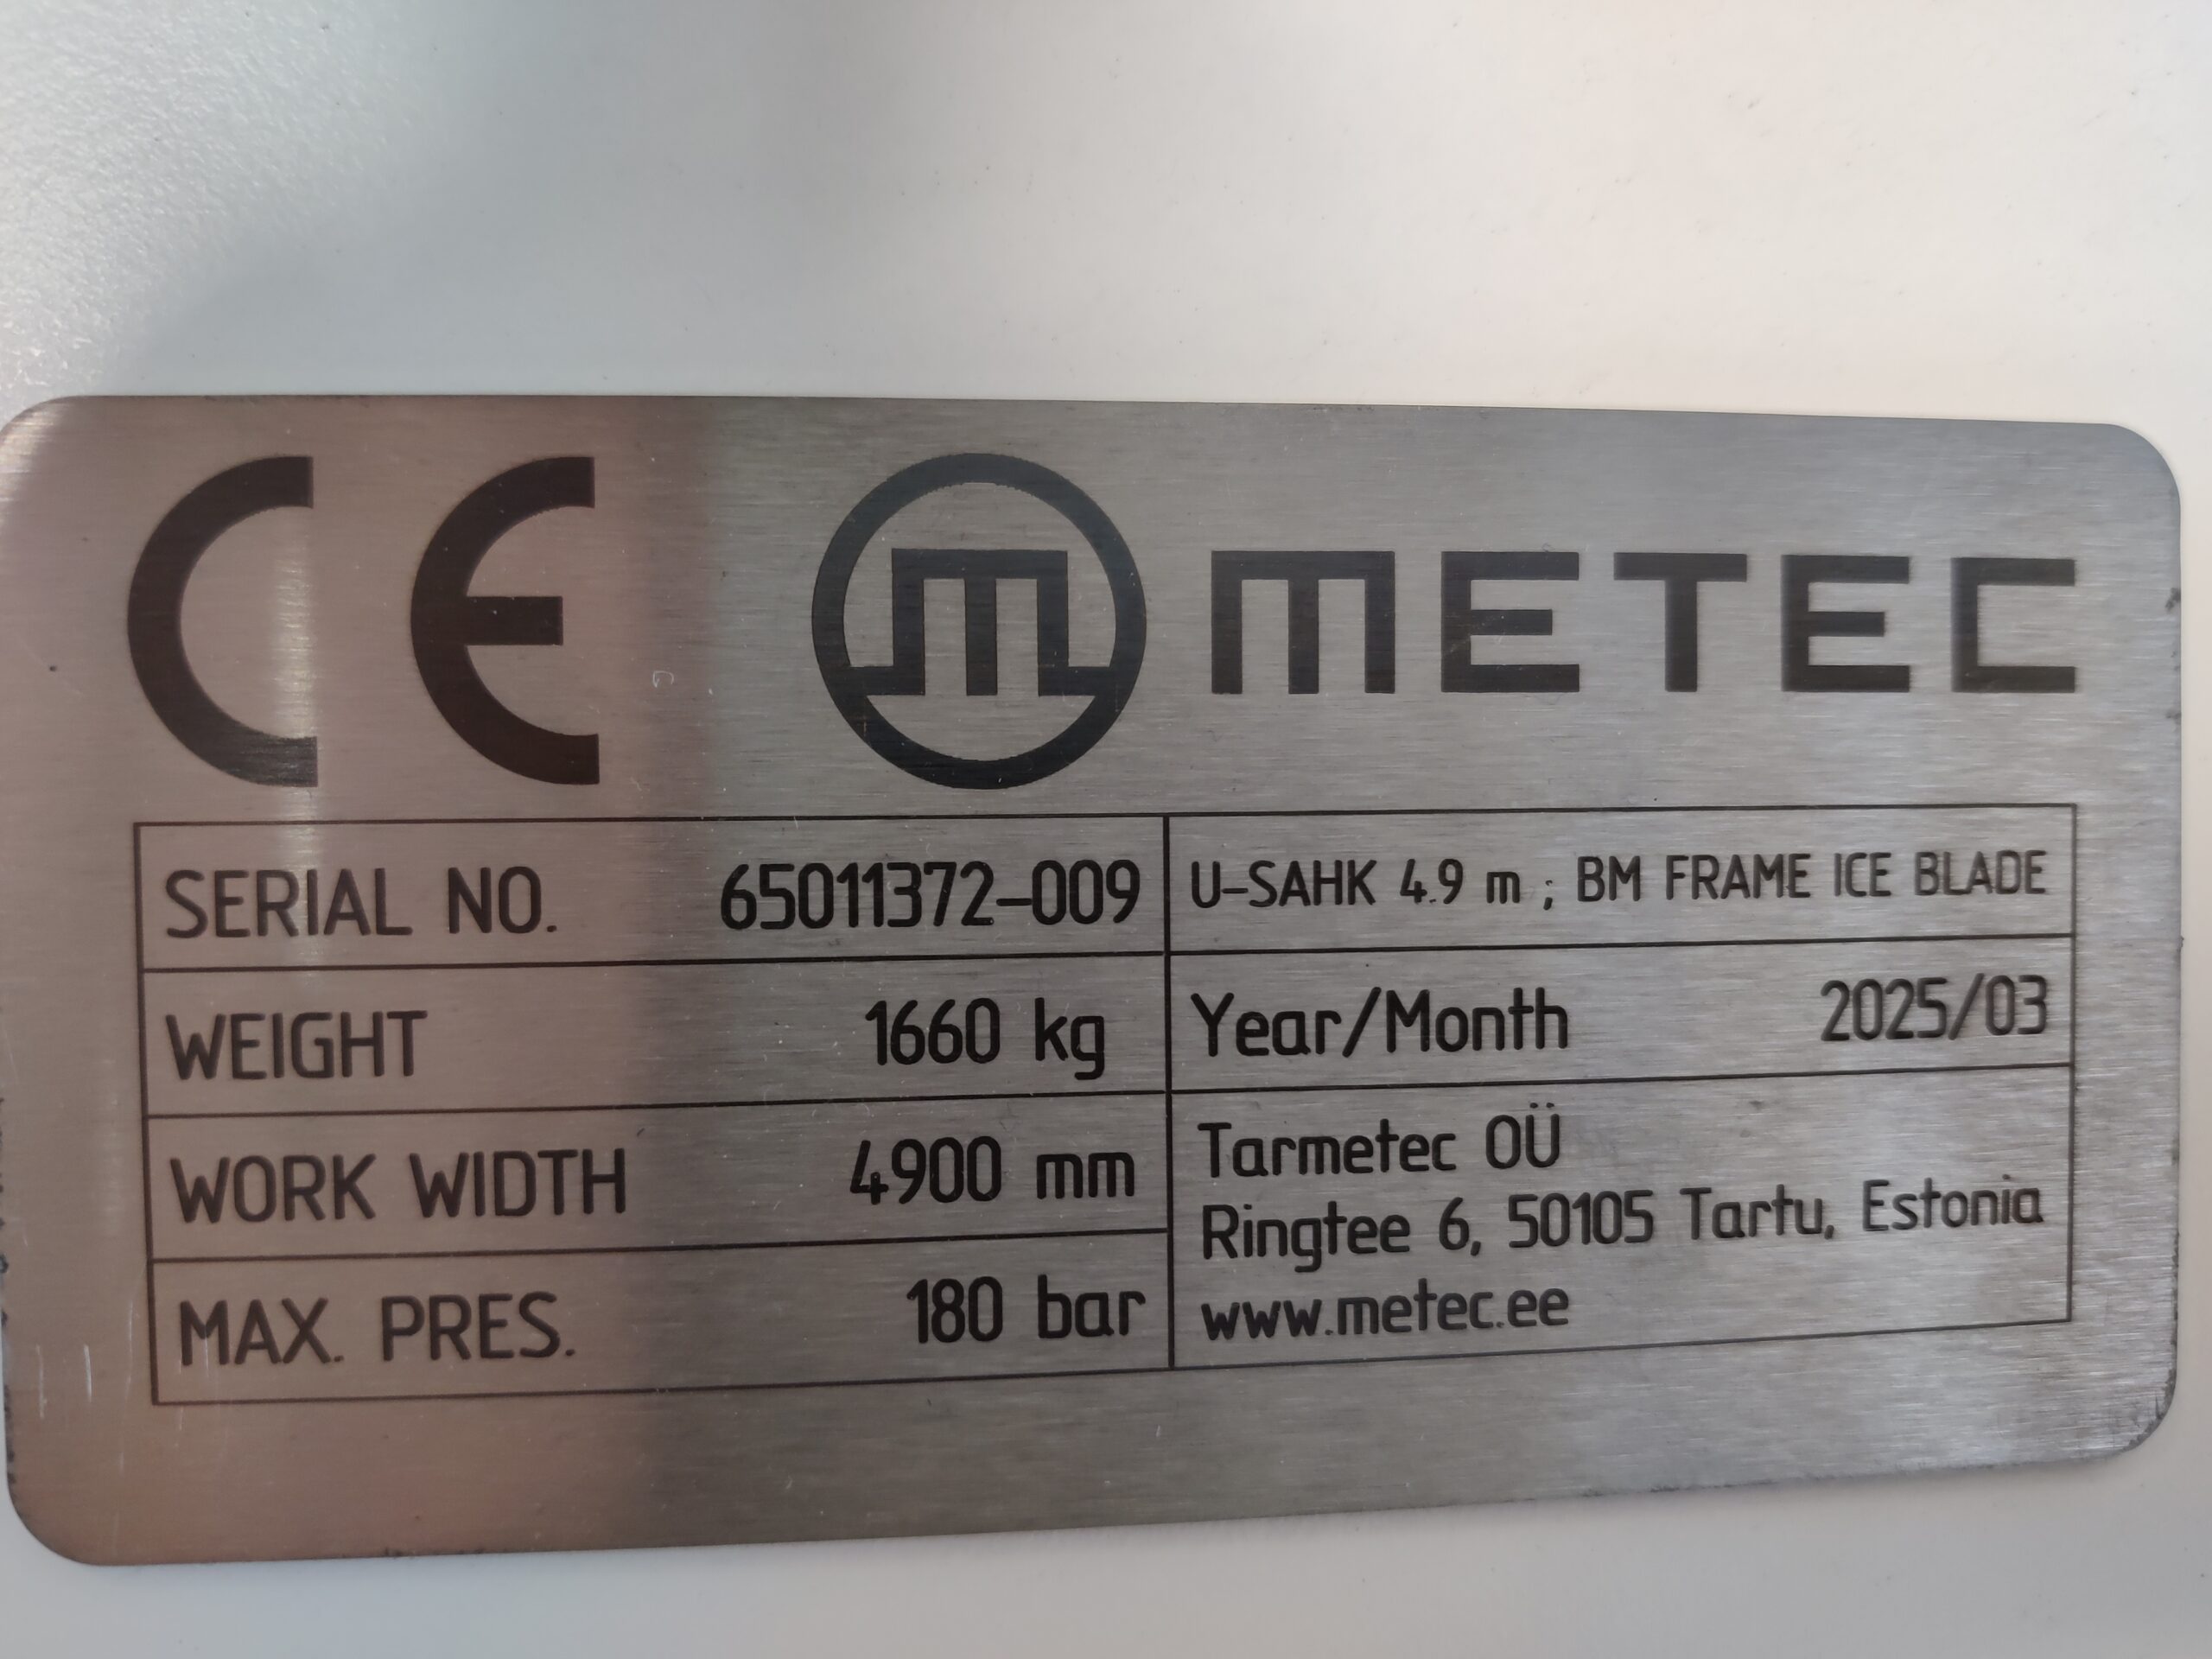 CE METEC
SERIAL NO. 65011372-009
WEIGHT 1660 kg
WORK WIDTH 4900 mm
MAX. PRES. 180 bar
U-SAHK 4.9 m ; BM FRAME ICE BLADE
Year/Month 2025/03
Tarmetec OÜ
Ringtee 6, 50105 Tartu, Estonia
www.metec.ee